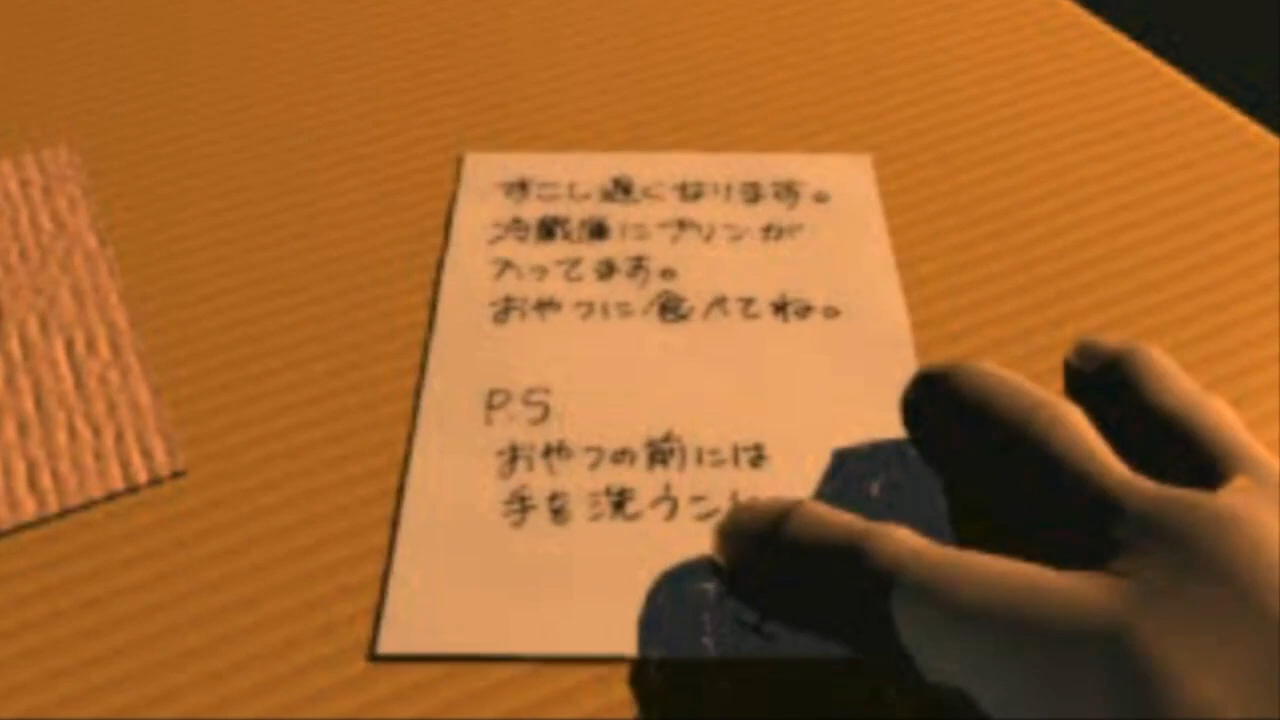 すこし遅くなります。
冷蔵庫にプリンが
入ってます。
おやつに食べてね。
P.S
おやつの前には
手を洗うこと